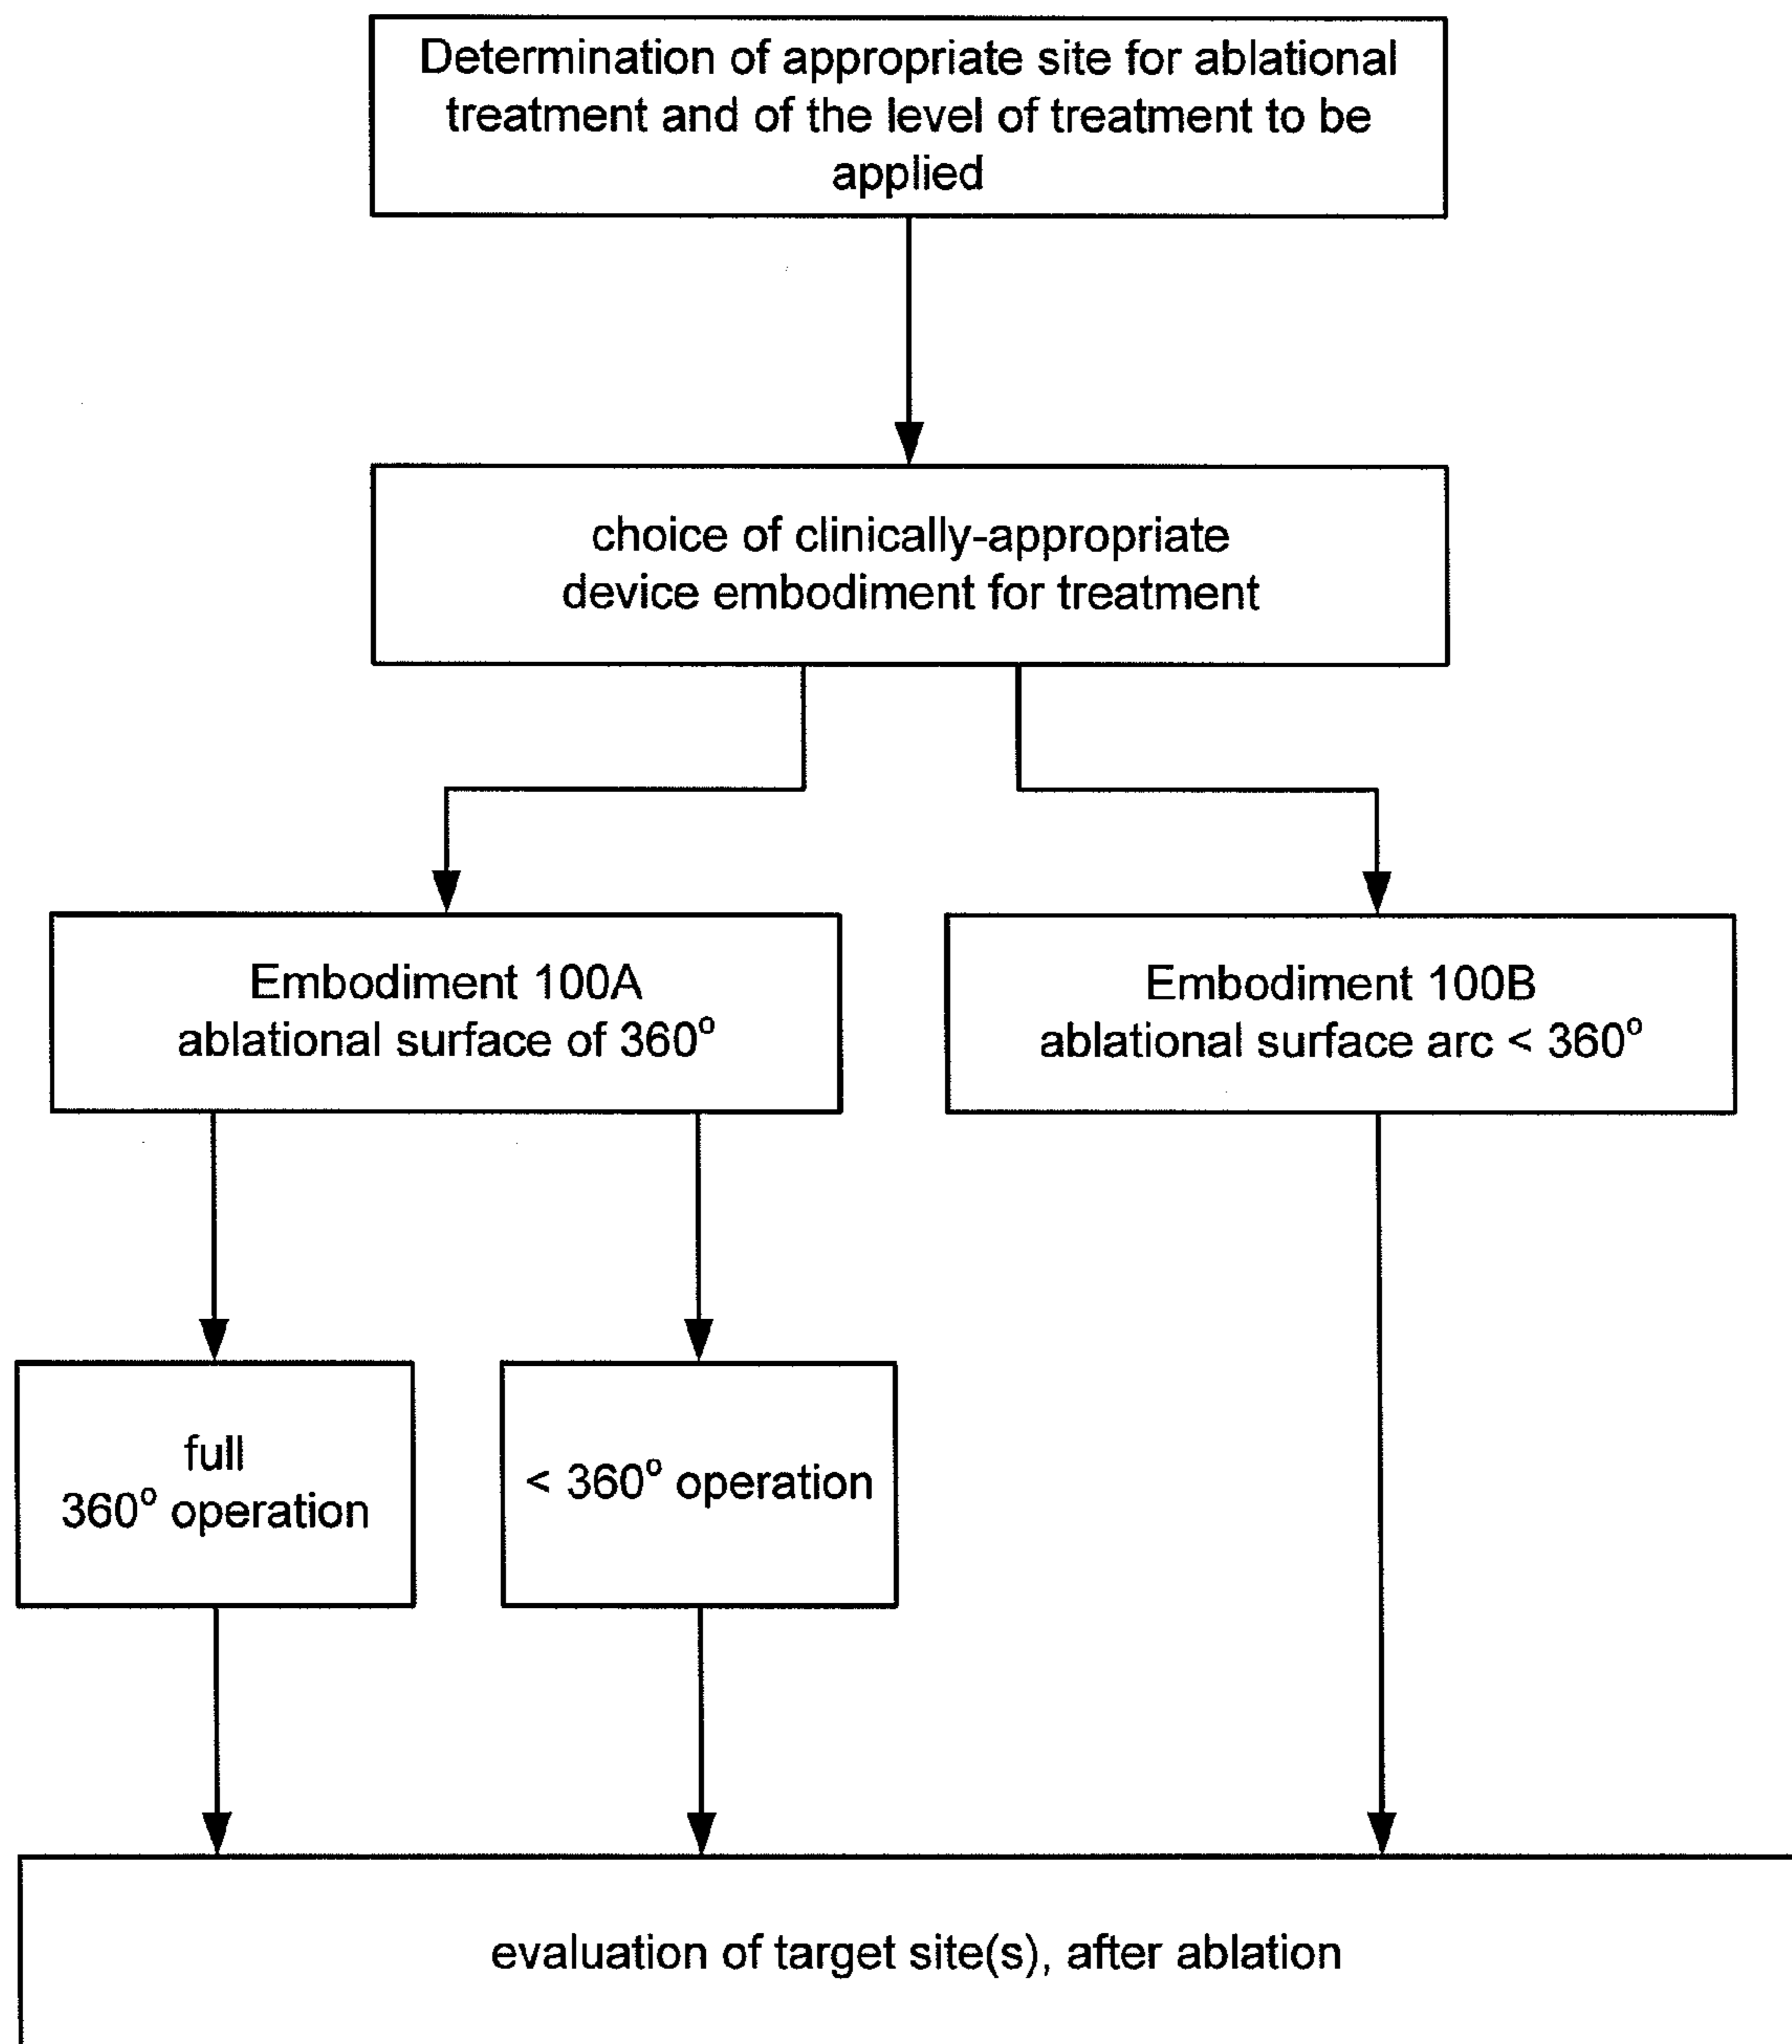 Determination of appropriate site for ablational
treatment and of the level of treatment to be
applied
choice of clinically-appropriate
device embodiment for treatment
Embodiment 100A
ablational surface of 360°
Embodiment 100B
ablational surface arc < 360°
full
360° operation
< 360° operation
evaluation of target site(s), after ablation